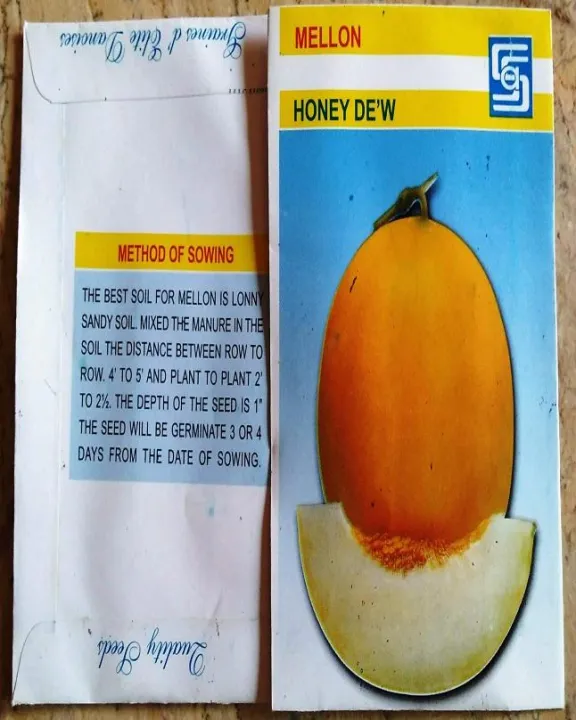 Graines d' Elite Danoises
METHOD OF SOWING
THE BEST SOIL FOR MELLON IS LONNY
SANDY SOIL. MIXED THE MANURE IN THE
SOIL THE DISTANCE BETWEEN ROW TO
ROW. 4' TO 5' AND PLANT TO PLANT 2'
TO 2½. THE DEPTH OF THE SEED IS 1"
THE SEED WILL BE GERMINATE 3 OR 4
DAYS FROM THE DATE OF SOWING.
Quality Seeds
MELLON
HONEY DE'W